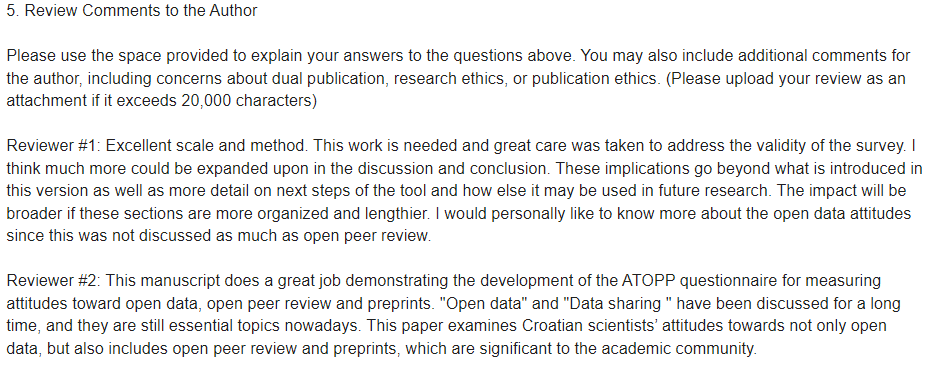 5. Review Comments to the Author
Please use the space provided to explain your answers to the questions above. You may also include additional comments for
the author, including concerns about dual publication, research ethics, or publication ethics. (Please upload your review as an
attachment if it exceeds 20,000 characters)
Reviewer #1: Excellent scale and method. This work is needed and great care was taken to address the validity of the survey. I
think much more could be expanded upon in the discussion and conclusion. These implications go beyond what is introduced in
this version as well as more detail on next steps of the tool and how else it may be used in future research. The impact will be
broader if these sections are more organized and lengthier. I would personally like to know more about the open data attitudes
since this was not discussed as much as open peer review.
Reviewer #2: This manuscript does a great job demonstrating the development of the ATOPP questionnaire for measuring
attitudes toward open data, open peer review and preprints. "Open data" and "Data sharing " have been discussed for a long
time, and they are still essential topics nowadays. This paper examines Croatian scientists’ attitudes towards not only open
data, but also includes open peer review and preprints, which are significant to the academic community.